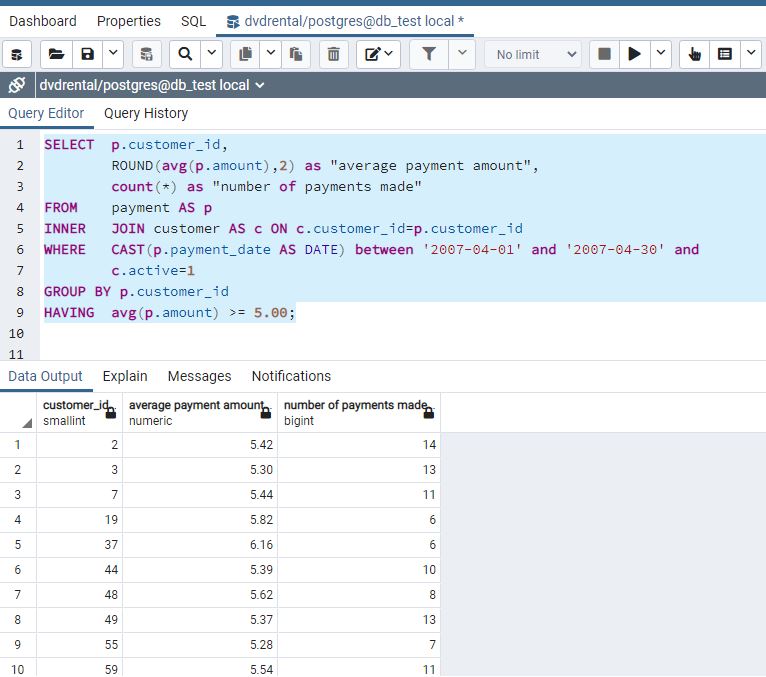 Dashboard Properties SQL dvdrental/postgres@db_test local *
No limit
dvdrental/postgres@db_test local
Query Editor Query History
1 SELECT p.customer_id,
2 ROUND(avg(p.amount),2) as "average payment amount",
3 count(*) as "number of payments made"
4 FROM payment AS p
5 INNER JOIN customer AS c ON c.customer_id=p.customer_id
6 WHERE CAST(p.payment_date AS DATE) between '2007-04-01' and '2007-04-30' and
7 c.active=1
8 GROUP BY p.customer_id
9 HAVING avg(p.amount) >= 5.00;
10
11
Data Output Explain Messages Notifications
customer_id average payment amount number of payments made
smallint numeric bigint
1 2 5.42 14
2 3 5.30 13
3 7 5.44 11
4 19 5.82 6
5 37 6.16 6
6 44 5.39 10
7 48 5.62 8
8 49 5.37 13
9 55 5.28 7
10 59 5.54 11